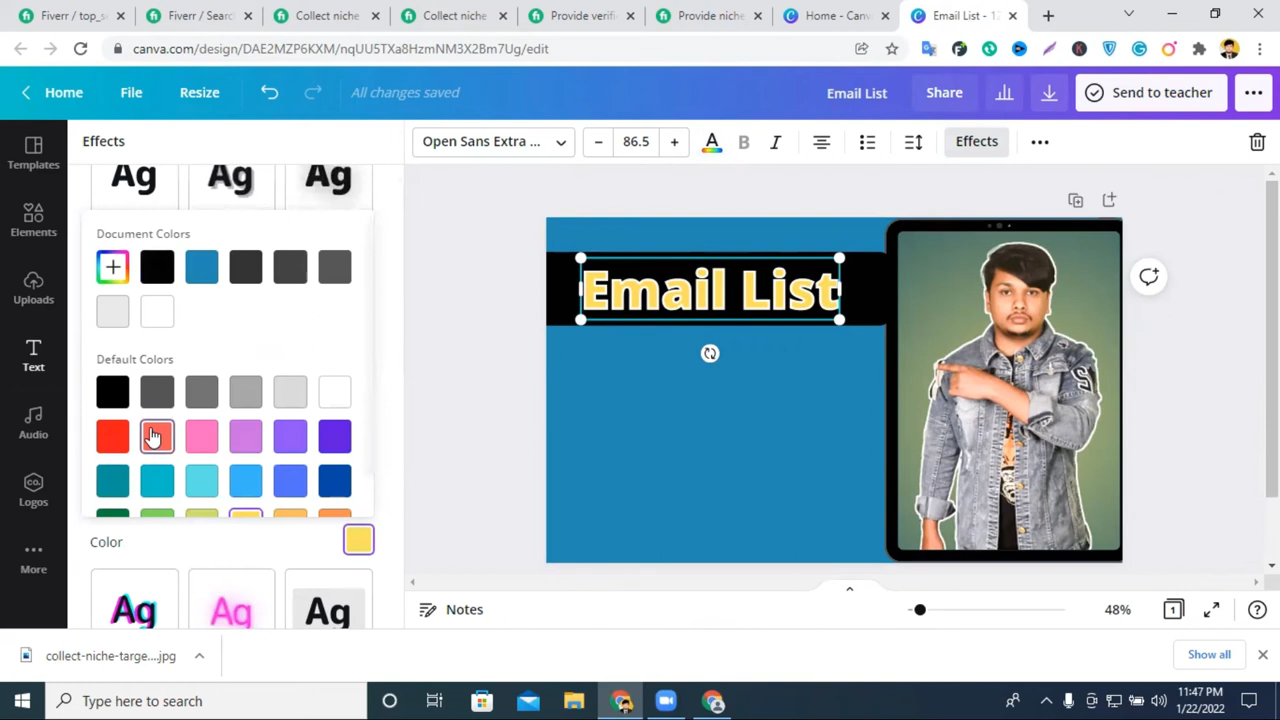 Fiverr / top_s
Fiverr / Searc
Collect niche
Collect niche
Provide verifi
Provide niche
Home - Canv
Email List - 12
canva.com/design/DAE2MZP6KXM/nqUU5TXa8HzmNM3X2Bm7Ug/edit
Home
File
Resize
All changes saved
Email List
Share
Send to teacher
Templates
Elements
Uploads
Text
Audio
Logos
More
Effects
Open Sans Extra ...
86.5
A
B
I
Effects
Ag
Ag
Ag
Document Colors
Default Colors
Color
Ag
Ag
Ag
Email List
Notes
48%
1
collect-niche-targe....jpg
Show all
Type here to search
11:47 PM
1/22/2022